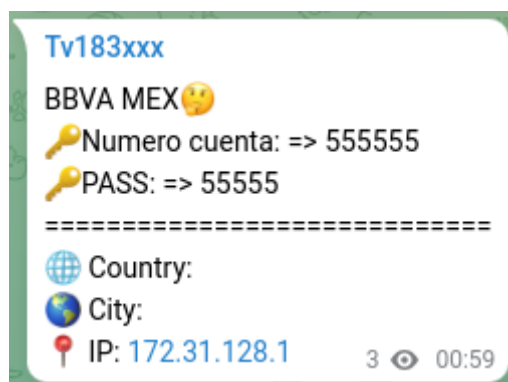 Tv183xxx
BBVA MEX🤔
🔑Numero cuenta: => 555555
🔑PASS: => 55555
=============================
🌐 Country:
🌎 City:
📍 IP: 172.31.128.1
3 00:59